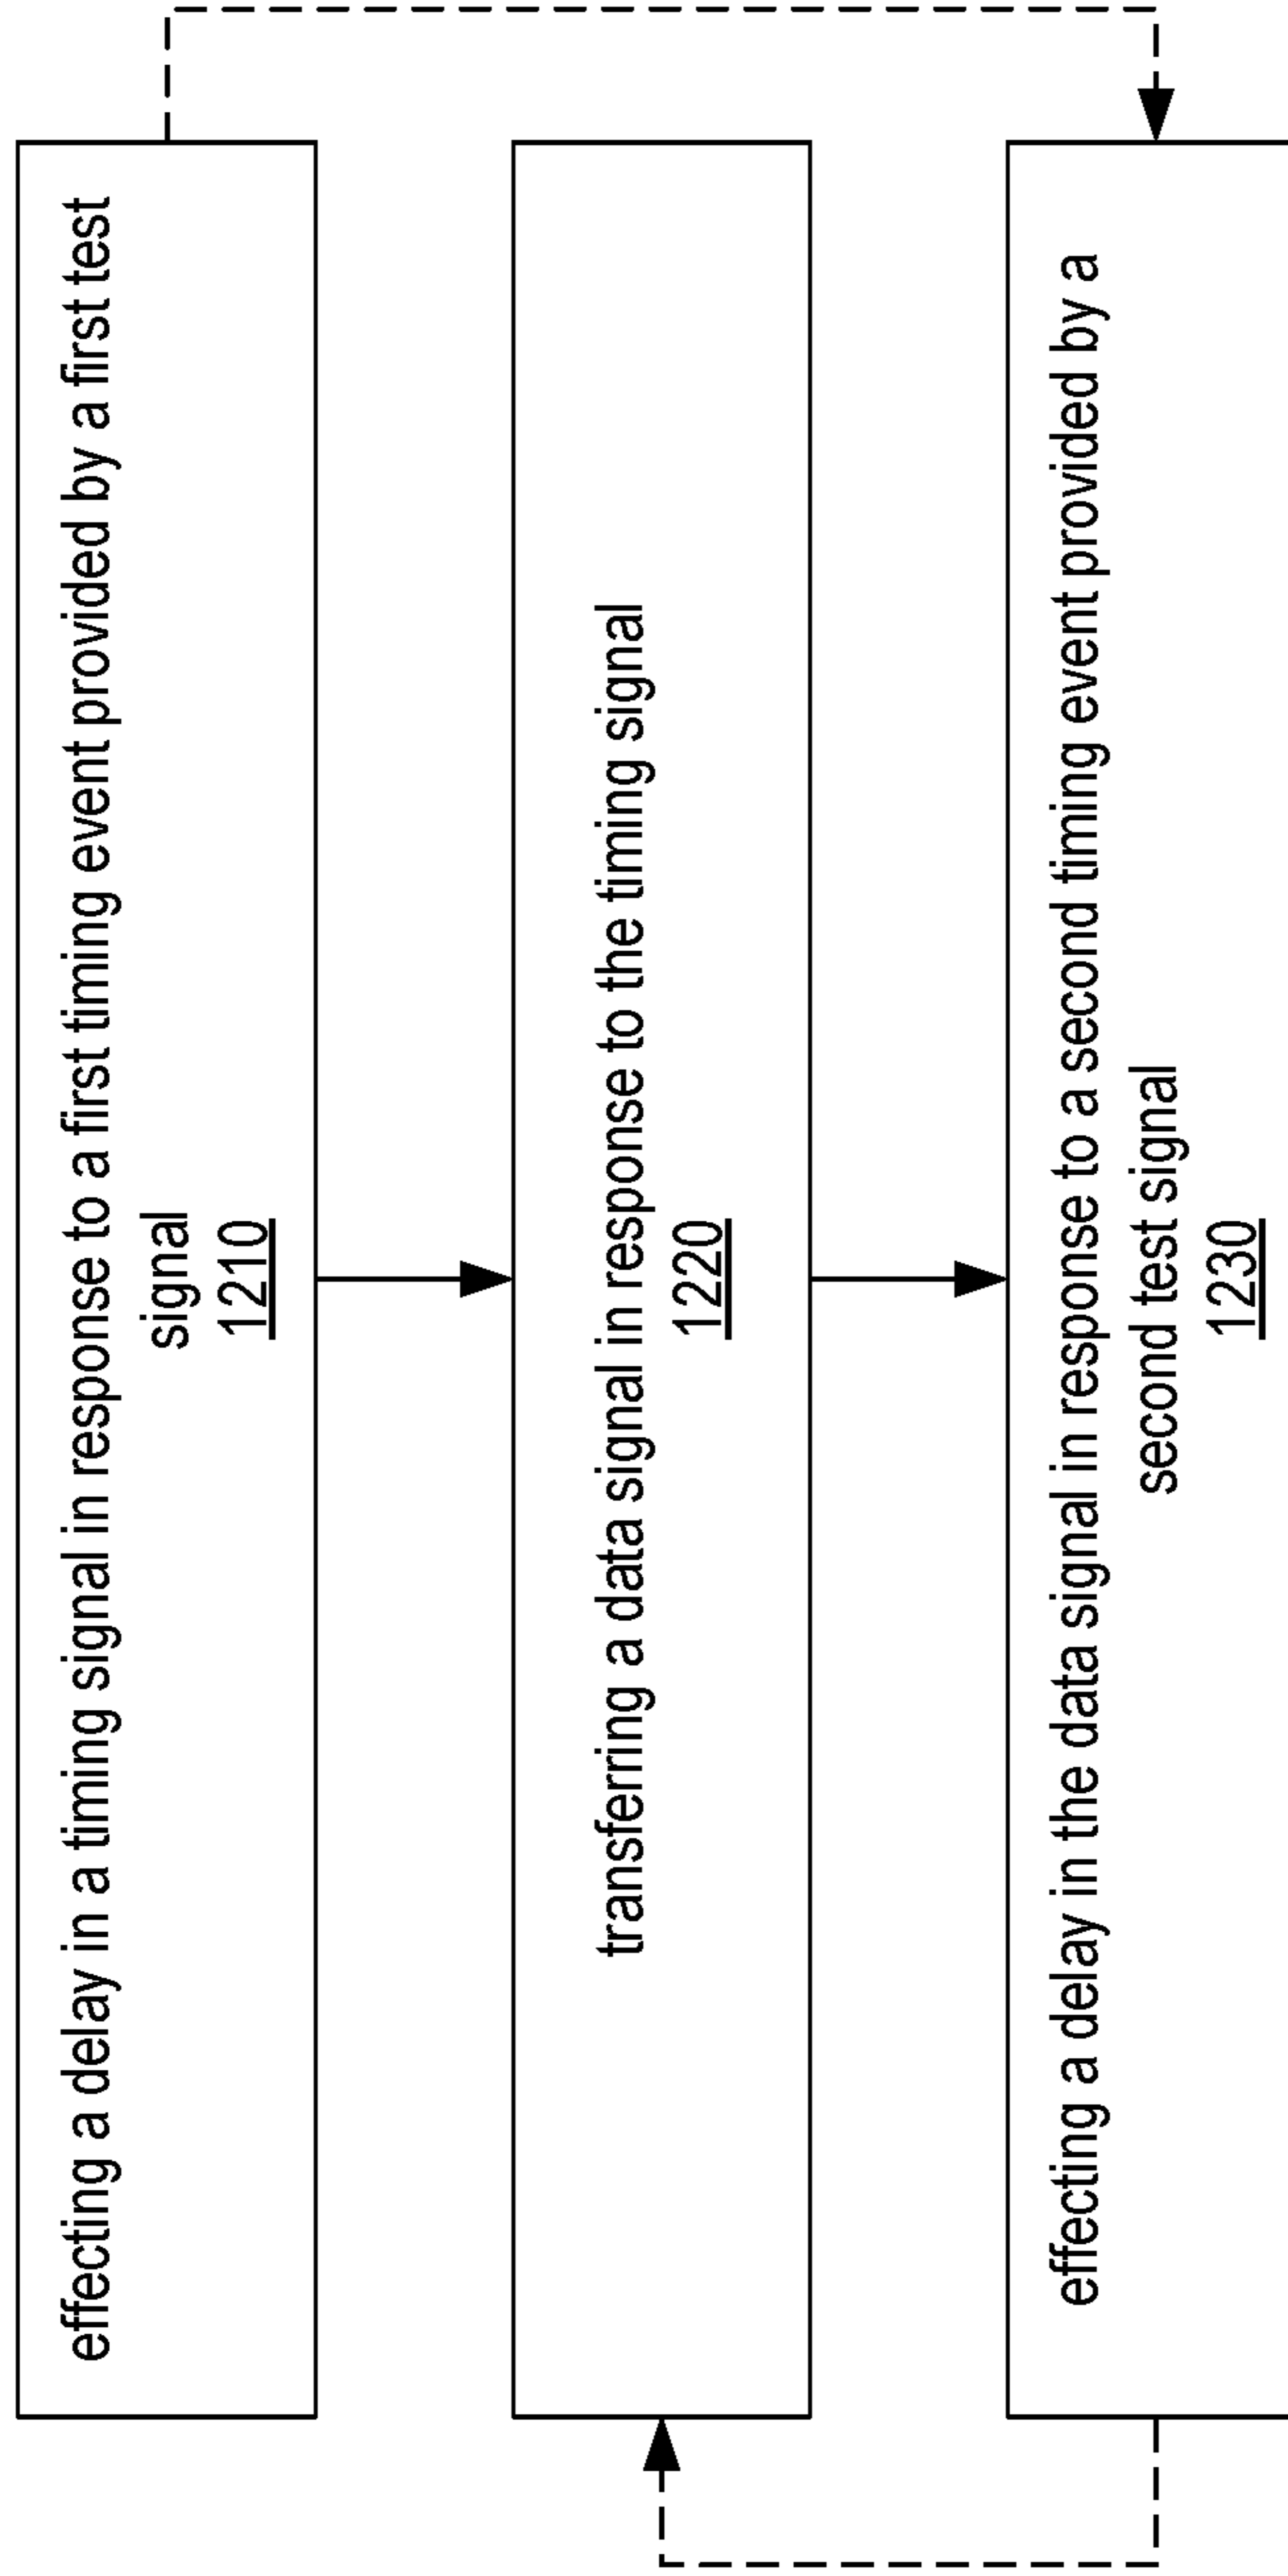 effecting a delay in a timing signal in response to a first timing event provided by a first test
signal
1210
transferring a data signal in response to the timing signal
1220
effecting a delay in the data signal in response to a second timing event provided by a
second test signal
1230